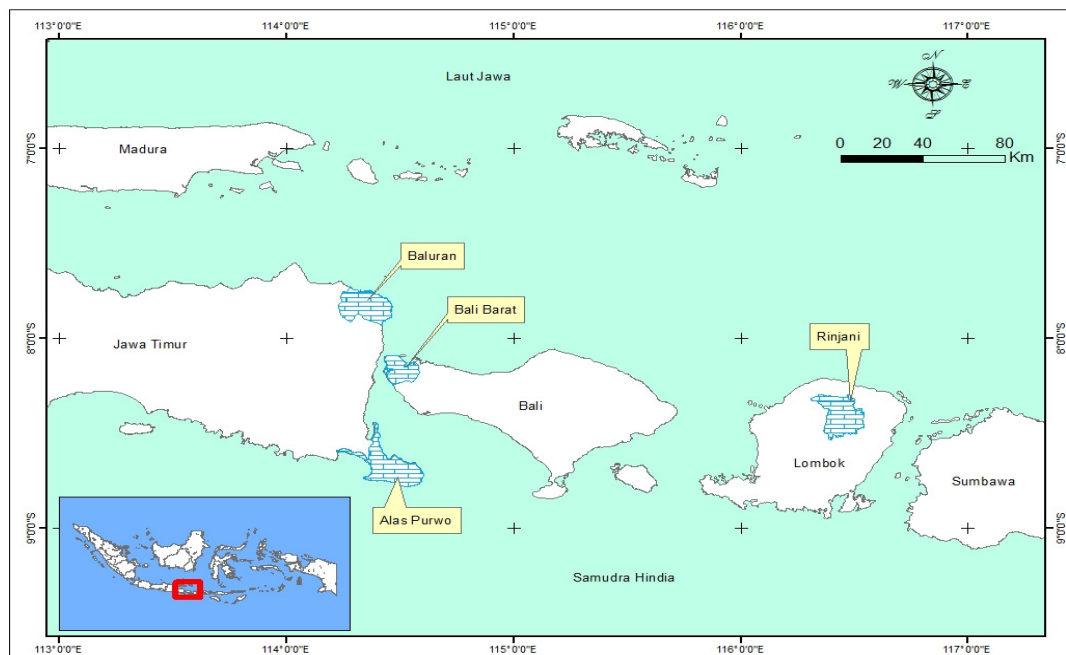 113°0'0"E
114°0'0"E
115°0'0"E
116°0'0"E
117°0'0"E
Laut Jawa
N
W
E
S
7°0'0"S
Madura
0 20 40 80
Km
7°0'0"S
Baluran
Bali Barat
Rinjani
8°0'0"S
Jawa Timur
8°0'0"S
Bali
Lombok
Sumbawa
Alas Purwo
9°0'0"S
9°0'0"S
Samudra Hindia
113°0'0"E
114°0'0"E
115°0'0"E
116°0'0"E
117°0'0"E